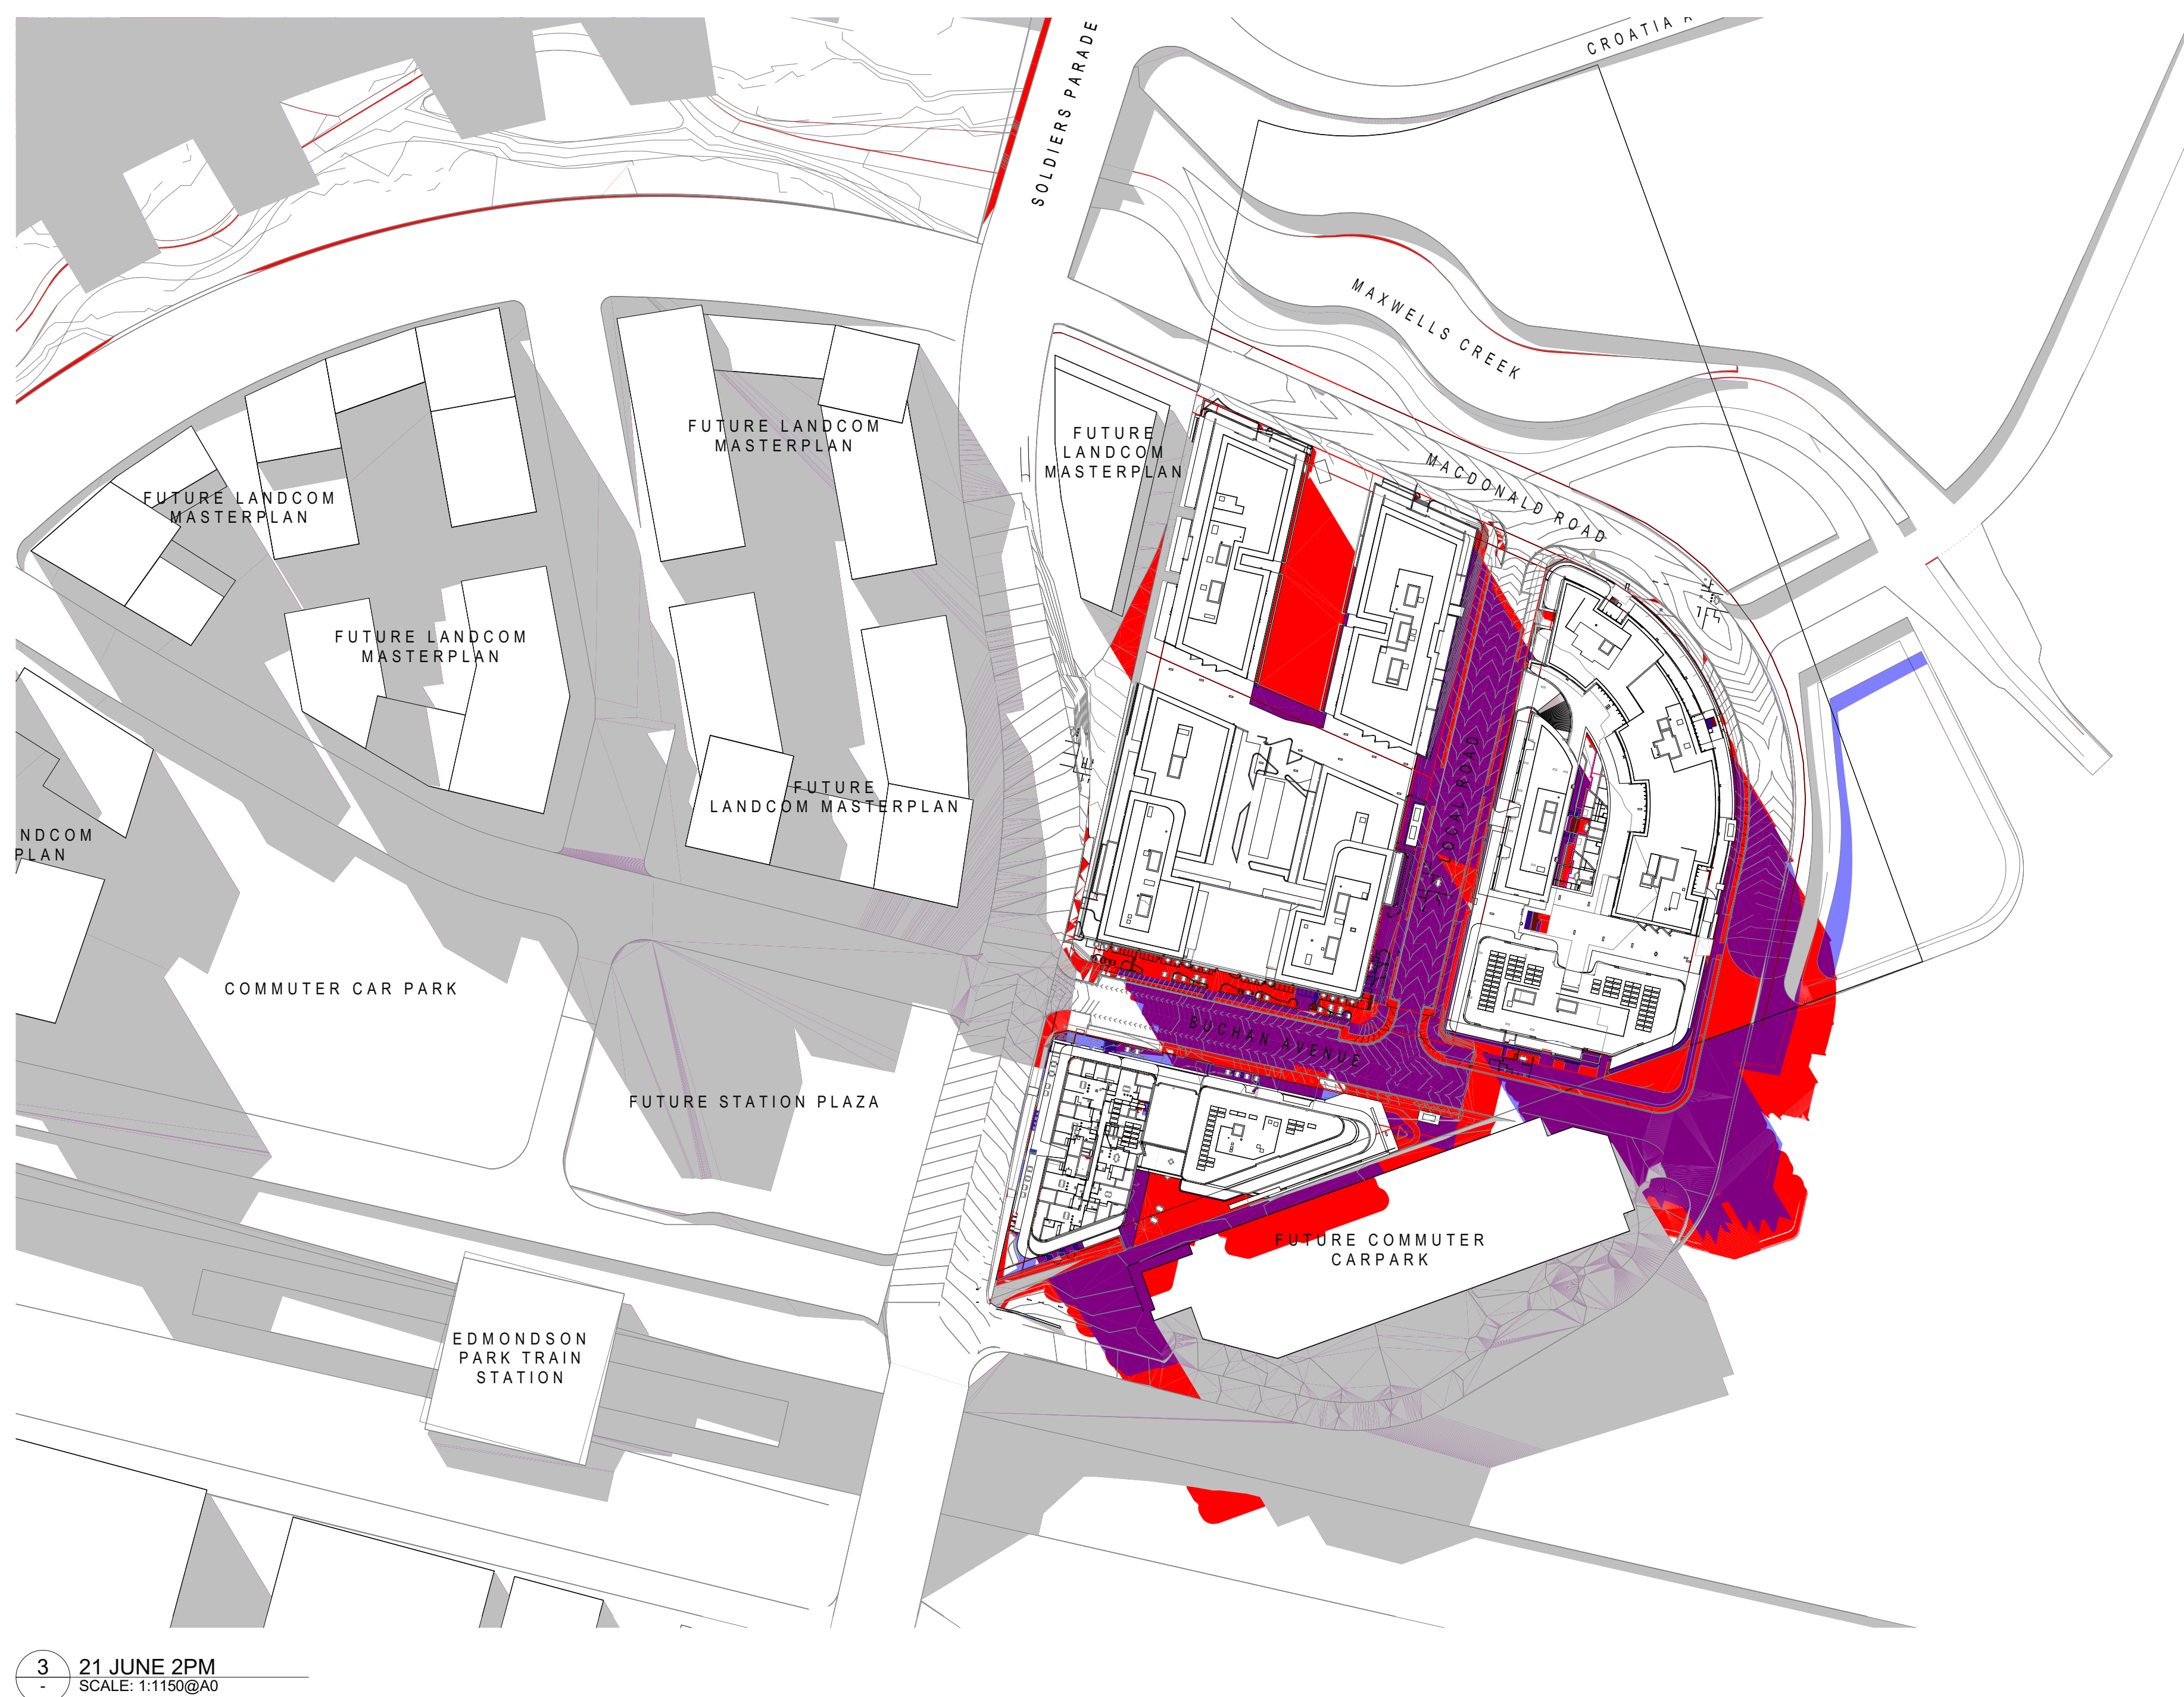 CROATIA
SOLDIERS PARADE
MAXWELLS CREEK
FUTURE LANDCOM
MASTERPLAN
FUTURE
LANDCOM
MASTERPLAN
MACDONALD ROAD
FUTURE LANDCOM
MASTERPLAN
FUTURE LANDCOM
MASTERPLAN
LOCAL ROAD
FUTURE
LANDCOM MASTERPLAN
NDCOM
PLAN
COMMUTER CAR PARK
BUCHAN AVENUE
FUTURE STATION PLAZA
FUTURE COMMUTER
CARPARK
EDMONDSON
PARK TRAIN
STATION
3
-
21 JUNE 2PM
SCALE: 1:1150@A0